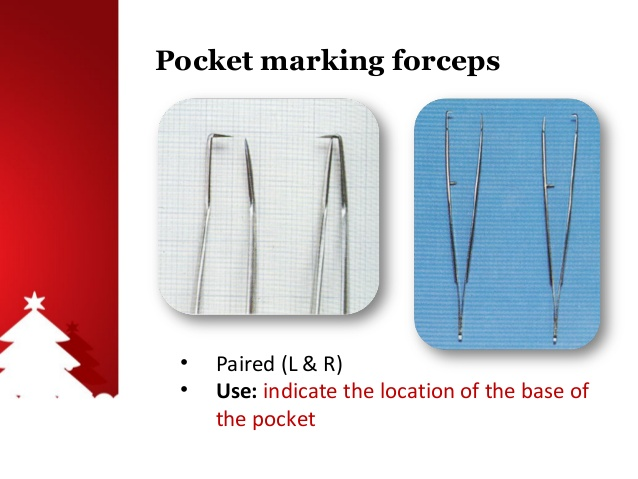 Pocket marking forceps
• Paired (L & R)
• Use: indicate the location of the base of
the pocket